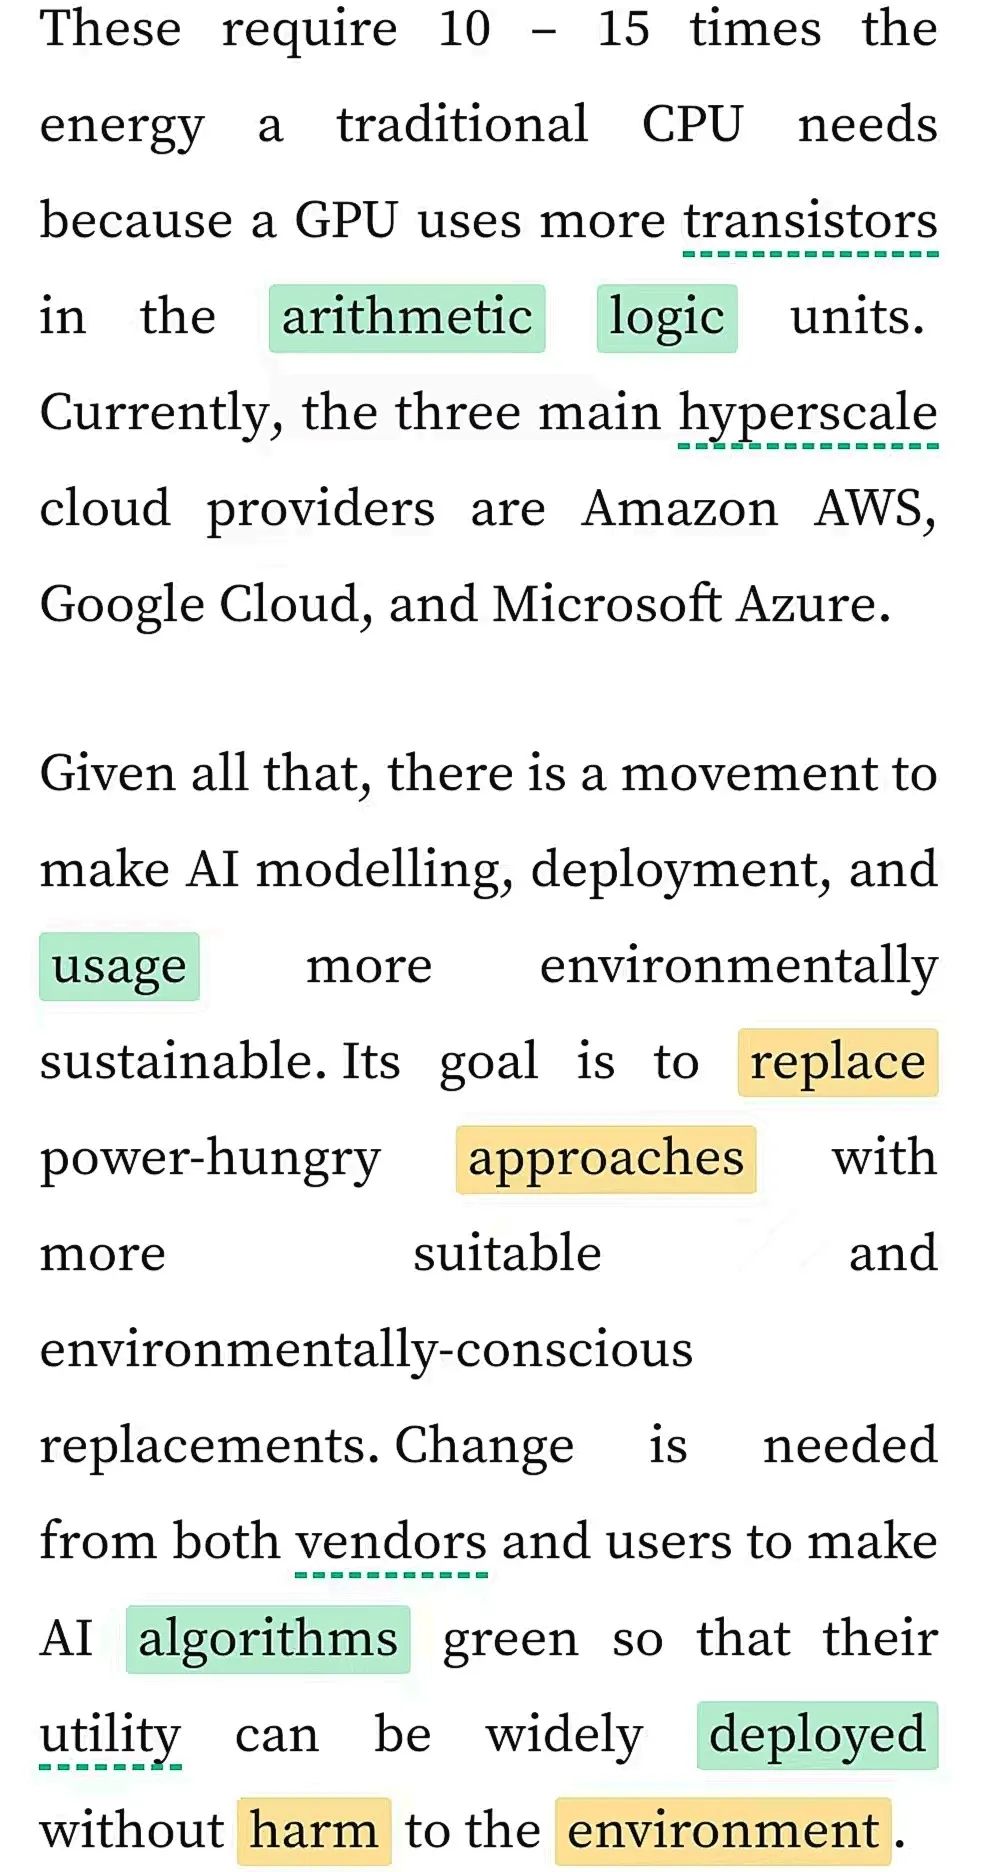 These require 10 – 15 times the
energy a traditional CPU needs
because a GPU uses more transistors
in the arithmetic logic units.
Currently, the three main hyperscale
cloud providers are Amazon AWS,
Google Cloud, and Microsoft Azure.
Given all that, there is a movement to
make AI modelling, deployment, and
usage more environmentally
sustainable. Its goal is to replace
power-hungry approaches with
more suitable and
environmentally-conscious
replacements. Change is needed
from both vendors and users to make
AI algorithms green so that their
utility can be widely deployed
without harm to the environment.